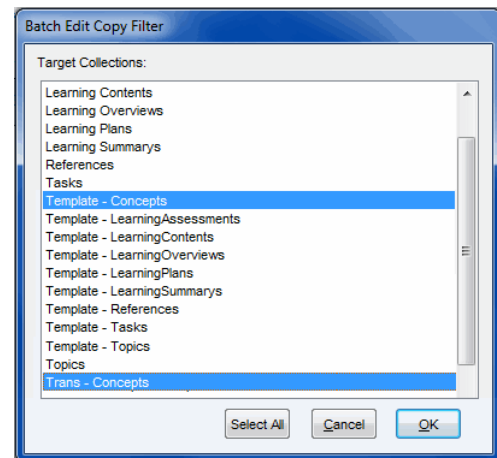 Batch Edit Copy Filter
Target Collections:
Learning Contents
Learning Overviews
Learning Plans
Learning Summarys
References
Tasks
Template - Concepts
Template - LearningAssessments
Template - LearningContents
Template - LearningOverviews
Template - LearningPlans
Template - LearningSummarys
Template - References
Template - Tasks
Template - Topics
Topics
Trans - Concepts
Select All Cancel OK